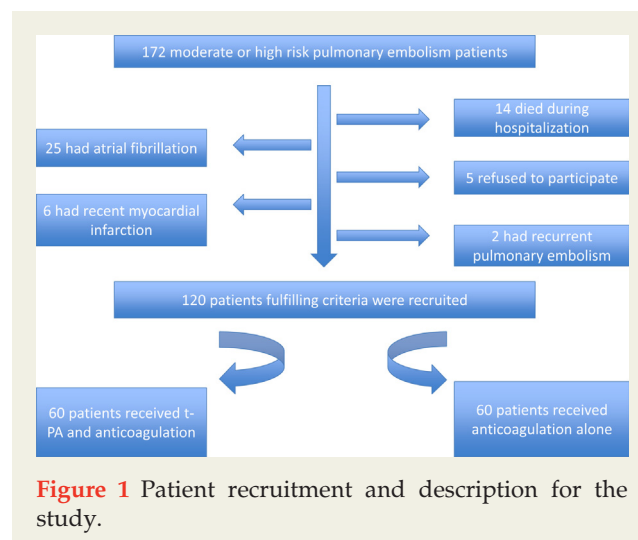 172 moderate or high risk pulmonary embolism patients
14 died during
hospitalization
25 had atrial fibrillation
5 refused to participate
6 had recent myocardial
infarction
2 had recurrent
pulmonary embolism
120 patients fulfilling criteria were recruited
60 patients received t-
PA and anticoagulation
60 patients received
anticoagulation alone
Figure 1 Patient recruitment and description for the
study.